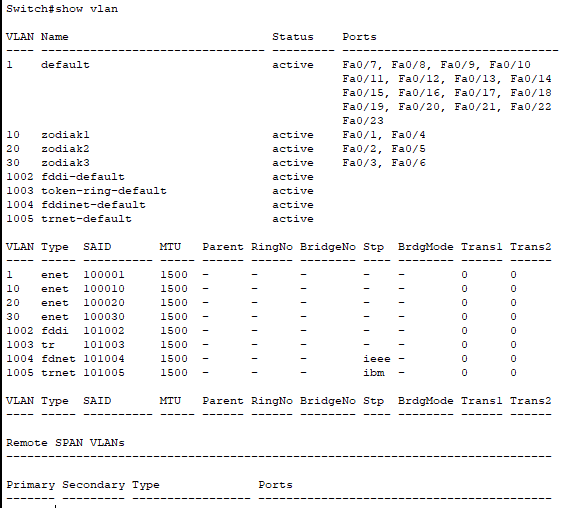 Switch#show vlan
VLAN Name                             Status    Ports
---- -------------------------------- --------- -------------------------------
1    default                          active    Fa0/7, Fa0/8, Fa0/9, Fa0/10
                                                Fa0/11, Fa0/12, Fa0/13, Fa0/14
                                                Fa0/15, Fa0/16, Fa0/17, Fa0/18
                                                Fa0/19, Fa0/20, Fa0/21, Fa0/22
                                                Fa0/23
10   zodiak1                          active    Fa0/1, Fa0/4
20   zodiak2                          active    Fa0/2, Fa0/5
30   zodiak3                          active    Fa0/3, Fa0/6
1002 fddi-default                     active
1003 token-ring-default               active
1004 fddinet-default                  active
1005 trnet-default                    active
VLAN Type  SAID       MTU   Parent RingNo BridgeNo Stp  BrdgMode Trans1 Trans2
---- ----- ---------- ----- ------ ------ -------- ---- -------- ------ ------
1    enet  100001     1500  -      -      -        -    -        0      0
10   enet  100010     1500  -      -      -        -    -        0      0
20   enet  100020     1500  -      -      -        -    -        0      0
30   enet  100030     1500  -      -      -        -    -        0      0
1002 fddi  101002     1500  -      -      -        -    -        0      0
1003 tr    101003     1500  -      -      -        -    -        0      0
1004 fdnet 101004     1500  -      -      -        ieee -        0      0
1005 trnet 101005     1500  -      -      -        ibm  -        0      0
VLAN Type  SAID       MTU   Parent RingNo BridgeNo Stp  BrdgMode Trans1 Trans2
---- ----- ---------- ----- ------ ------ -------- ---- -------- ------ ------
Remote SPAN VLANs
------------------------------------------------------------------------------
Primary Secondary Type              Ports
------- --------- ----------------- ------------------------------------------